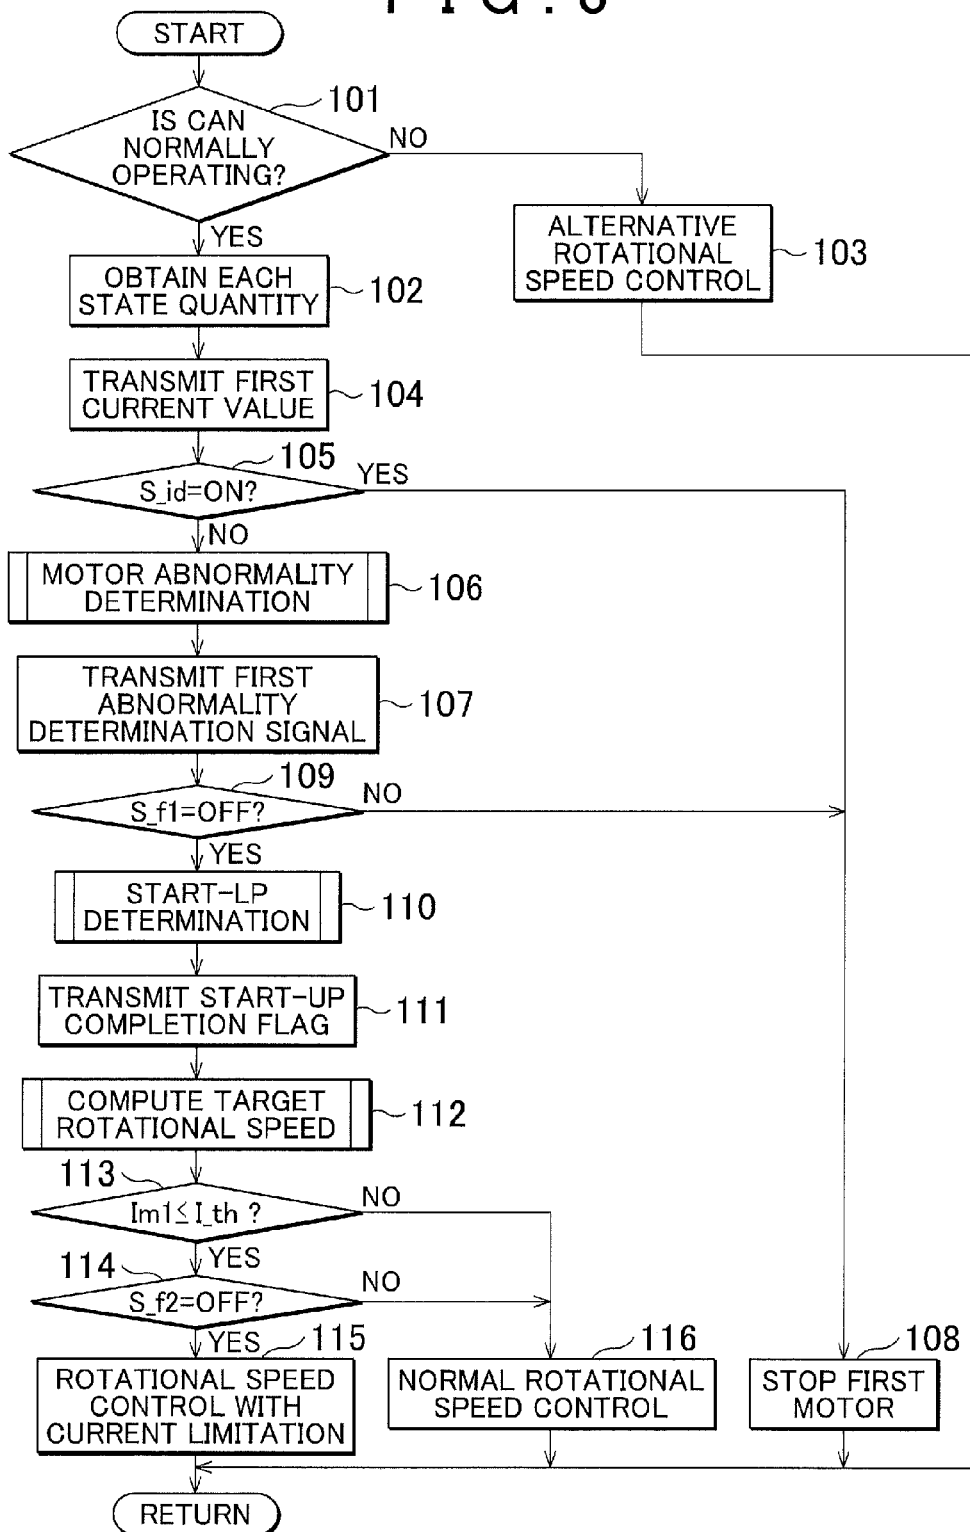 START
101
IS CAN
NORMALLY
OPERATING?
NO
YES
ALTERNATIVE
ROTATIONAL
SPEED CONTROL
103
OBTAIN EACH
STATE QUANTITY
102
TRANSMIT FIRST
CURRENT VALUE
104
105
S_id=ON?
YES
NO
MOTOR ABNORMALITY
DETERMINATION
106
TRANSMIT FIRST
ABNORMALITY
DETERMINATION SIGNAL
107
109
S_f1=OFF?
NO
YES
START-LP
DETERMINATION
110
TRANSMIT START-UP
COMPLETION FLAG
111
COMPUTE TARGET
ROTATIONAL SPEED
112
113
Im1≤I_th ?
NO
YES
114
S_f2=OFF?
NO
YES
115
ROTATIONAL SPEED
CONTROL WITH
CURRENT LIMITATION
116
NORMAL ROTATIONAL
SPEED CONTROL
108
STOP FIRST
MOTOR
RETURN